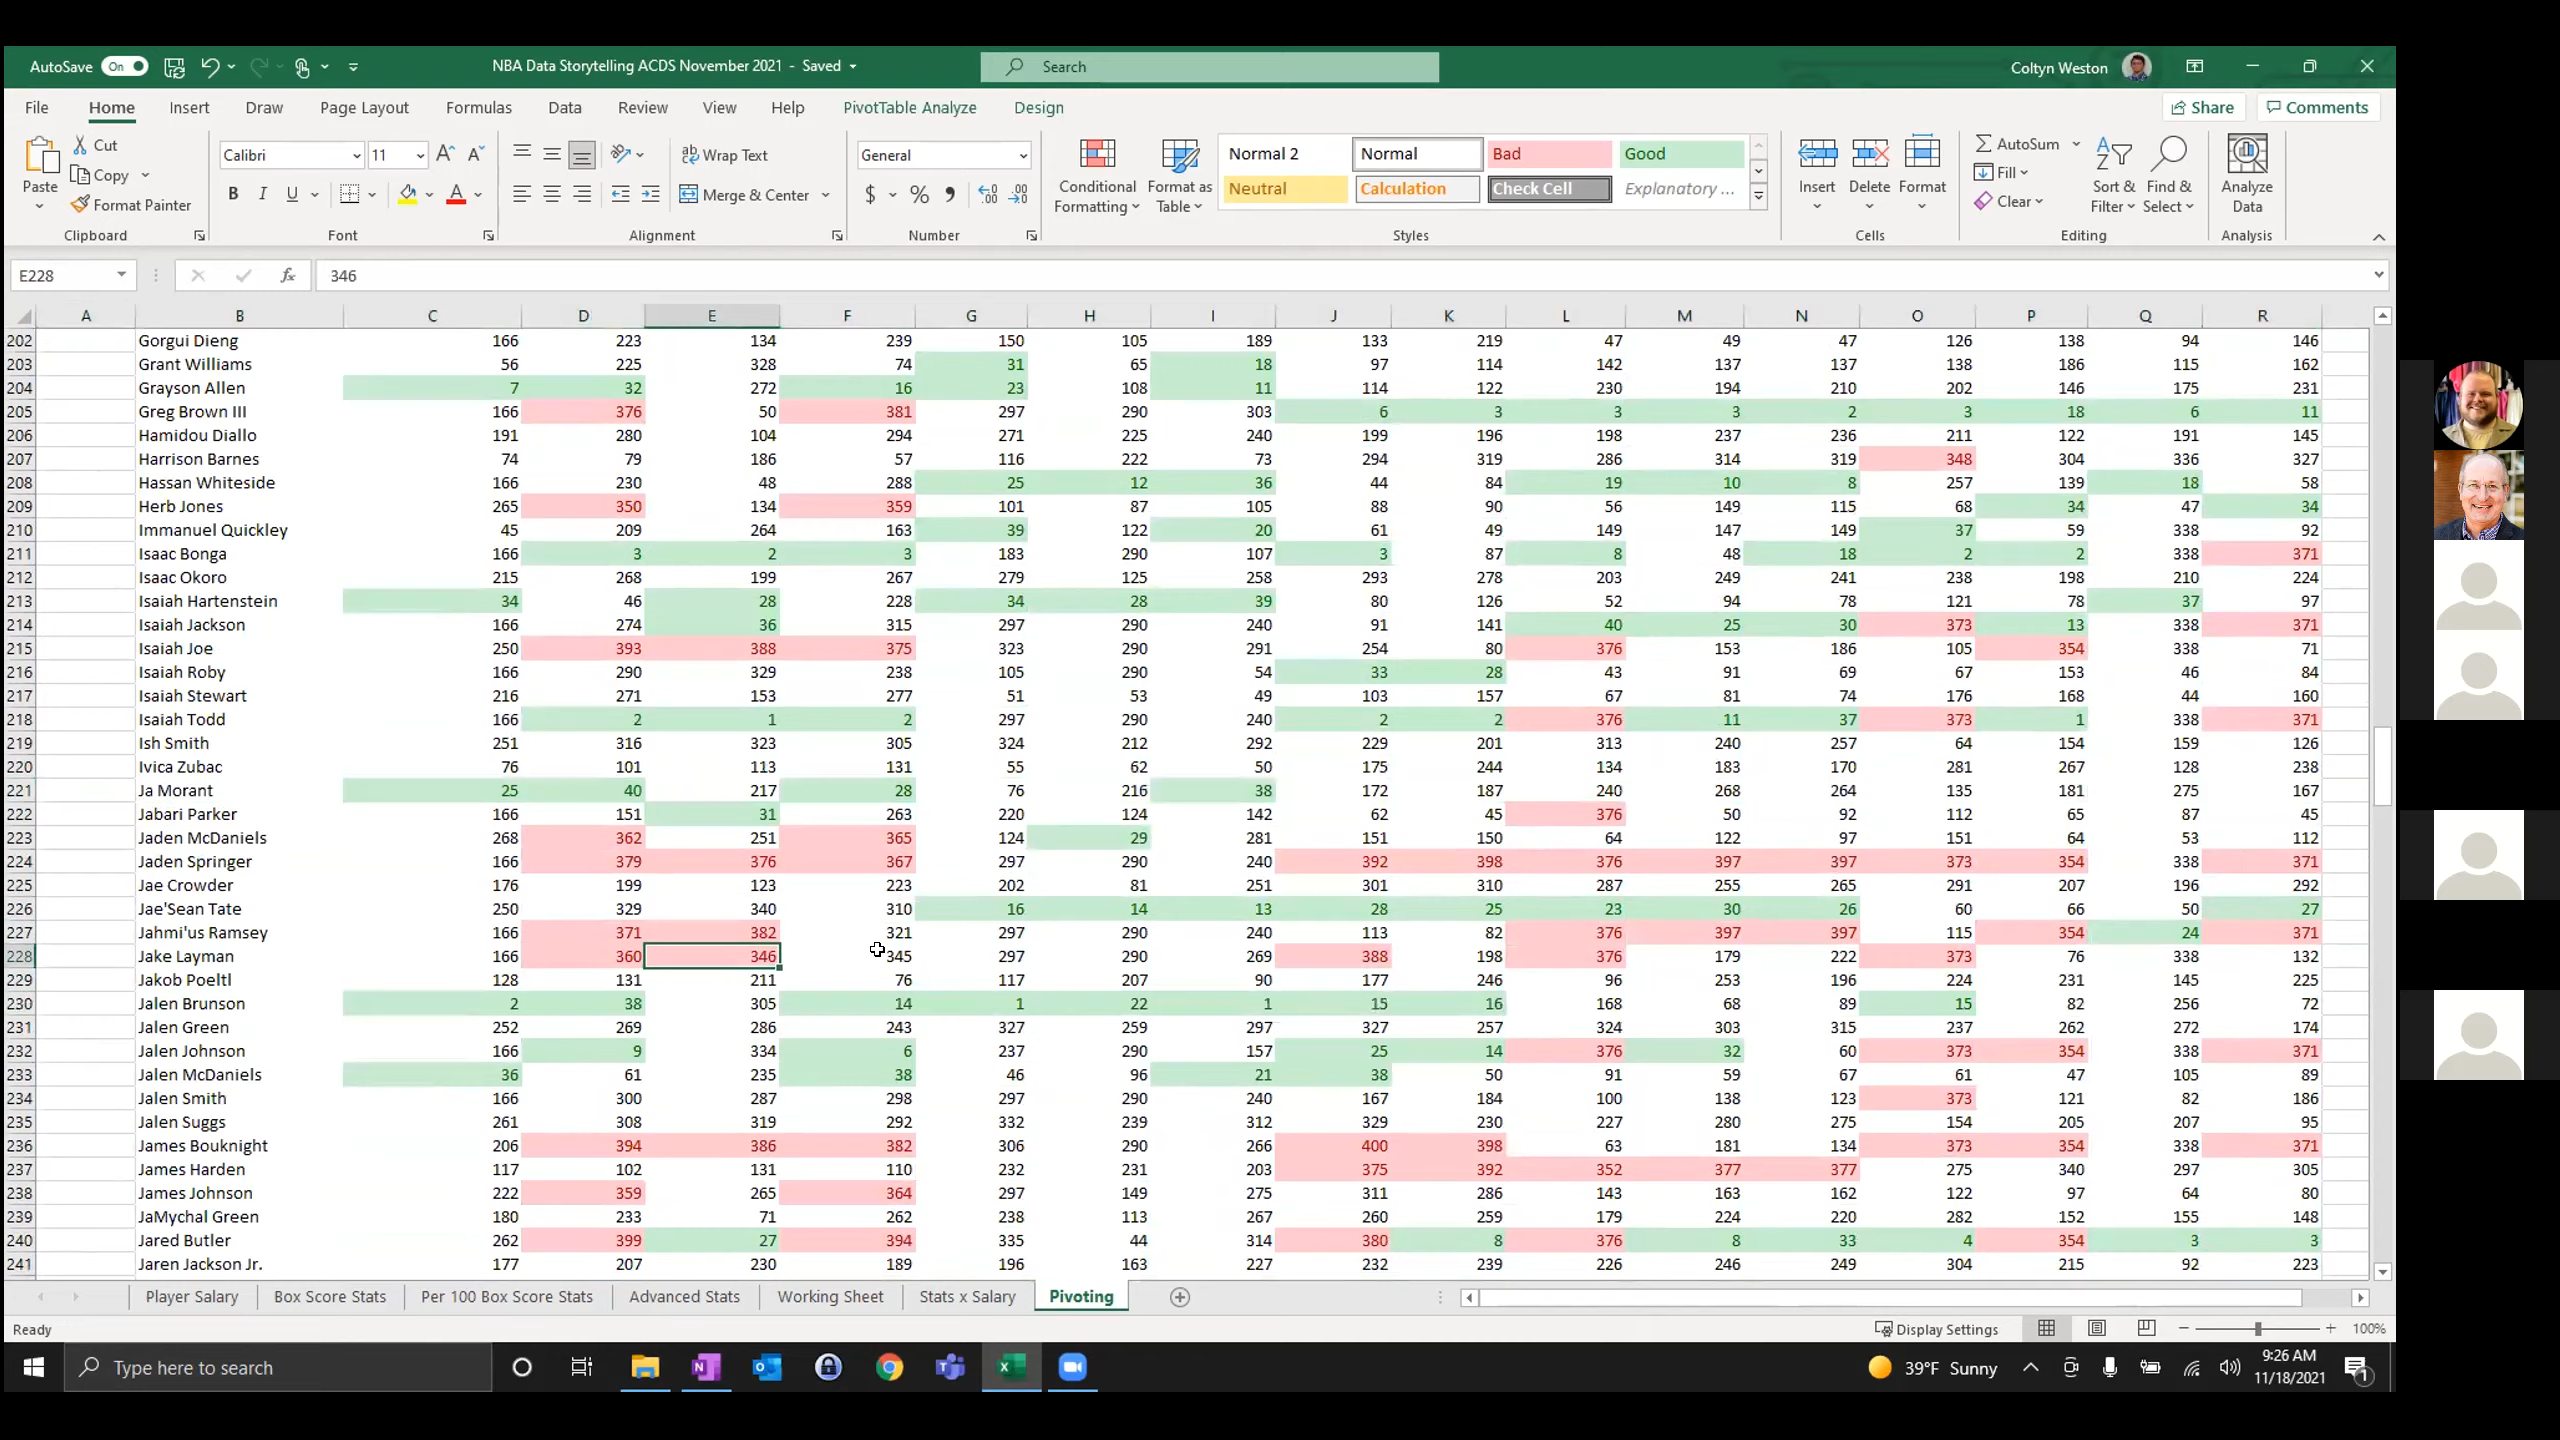 AutoSave On NBA Data Storytelling ACDS November 2021 - Saved Search Coltyn Weston
File Home Insert Draw Page Layout Formulas Data Review View Help PivotTable Analyze Design Share Comments
Paste Cut Copy Format Painter Clipboard
Calibri 11 B I U Font
Wrap Text Merge & Center Alignment
General $ % Number
Conditional Formatting Format as Table Normal 2 Normal Bad Good Neutral Calculation Check Cell Explanatory ... Styles
Insert Delete Format Cells
AutoSum Fill Clear Sort & Filter Find & Select Editing
Analyze Data Analysis
E228 fx 346
A B C D E F G H I J K L M N O P Q R
202 Gorgui Dieng 166 223 134 239 150 105 189 133 219 47 49 47 126 138 94 146
203 Grant Williams 56 225 328 74 31 65 18 97 114 142 137 137 138 186 115 162
204 Grayson Allen 7 32 272 16 23 108 11 114 122 230 194 210 202 146 175 231
205 Greg Brown III 166 376 50 381 297 290 303 6 3 3 3 2 3 18 6 11
206 Hamidou Diallo 191 280 104 294 271 225 240 199 196 198 237 236 211 122 191 145
207 Harrison Barnes 74 79 186 57 116 222 73 294 319 286 314 319 348 304 336 327
208 Hassan Whiteside 166 230 48 288 25 12 36 44 84 19 10 8 257 139 18 58
209 Herb Jones 265 350 134 359 101 87 105 88 90 56 149 115 68 34 47 34
210 Immanuel Quickley 45 209 264 163 39 122 20 61 49 149 147 149 37 59 338 92
211 Isaac Bonga 166 3 2 3 183 290 107 3 87 8 48 18 2 2 338 371
212 Isaac Okoro 215 268 199 267 279 125 258 293 278 203 249 241 238 198 210 224
213 Isaiah Hartenstein 34 46 28 228 34 28 39 80 126 52 94 78 121 78 37 97
214 Isaiah Jackson 166 274 36 315 297 290 240 91 141 40 25 30 373 13 338 371
215 Isaiah Joe 250 393 388 375 323 290 291 254 80 376 153 186 105 354 338 71
216 Isaiah Roby 166 290 329 238 105 290 54 33 28 43 91 69 67 153 46 84
217 Isaiah Stewart 216 271 153 277 51 53 49 103 157 67 81 74 176 168 44 160
218 Isaiah Todd 166 2 1 2 297 290 240 2 2 376 11 37 373 1 338 371
219 Ish Smith 251 316 323 305 324 212 292 229 201 313 240 257 64 154 159 126
220 Ivica Zubac 76 101 113 131 55 62 50 175 244 134 183 170 281 267 128 238
221 Ja Morant 25 40 217 28 76 216 38 172 187 240 268 264 135 181 275 167
222 Jabari Parker 166 151 31 263 220 124 142 62 45 376 50 92 112 65 87 45
223 Jaden McDaniels 268 362 251 365 124 29 281 151 150 64 122 97 151 64 53 112
224 Jaden Springer 166 379 376 367 297 290 240 392 398 376 397 397 373 354 338 371
225 Jae Crowder 176 199 123 223 202 81 251 301 310 287 255 265 291 207 196 292
226 Jae'Sean Tate 250 329 340 310 16 14 13 28 25 23 30 26 60 66 50 27
227 Jahmi'us Ramsey 166 371 382 321 297 290 240 113 82 376 397 397 115 354 24 371
228 Jake Layman 166 360 346 345 297 290 269 388 198 376 179 222 373 76 338 132
229 Jakob Poeltl 128 131 211 76 117 207 90 177 246 96 253 196 224 231 145 225
230 Jalen Brunson 2 38 305 14 1 22 1 15 16 168 68 89 15 82 256 72
231 Jalen Green 252 269 286 243 327 259 297 327 257 324 303 315 237 262 272 174
232 Jalen Johnson 166 9 334 6 237 290 157 25 14 376 32 60 373 354 338 371
233 Jalen McDaniels 36 61 235 38 46 96 21 38 50 91 59 67 61 47 105 89
234 Jalen Smith 166 300 287 298 297 290 240 167 184 100 138 123 373 121 82 186
235 Jalen Suggs 261 308 319 292 332 239 312 329 230 227 280 275 154 205 207 95
236 James Bouknight 206 394 386 382 306 290 266 400 398 63 181 134 373 354 338 371
237 James Harden 117 102 131 110 232 231 203 375 392 352 377 377 275 340 297 305
238 James Johnson 222 359 265 364 297 149 275 311 286 143 163 162 122 97 64 80
239 JaMychal Green 180 233 71 262 238 113 267 260 259 179 224 220 282 152 155 148
240 Jared Butler 262 399 27 394 335 44 314 380 8 376 8 33 4 354 3 3
241 Jaren Jackson Jr. 177 207 230 189 196 163 227 232 239 226 246 249 304 215 92 223
Player Salary Box Score Stats Per 100 Box Score Stats Advanced Stats Working Sheet Stats x Salary Pivoting
Ready Display Settings 100%
Type here to search 39°F Sunny 9:26 AM
11/18/2021